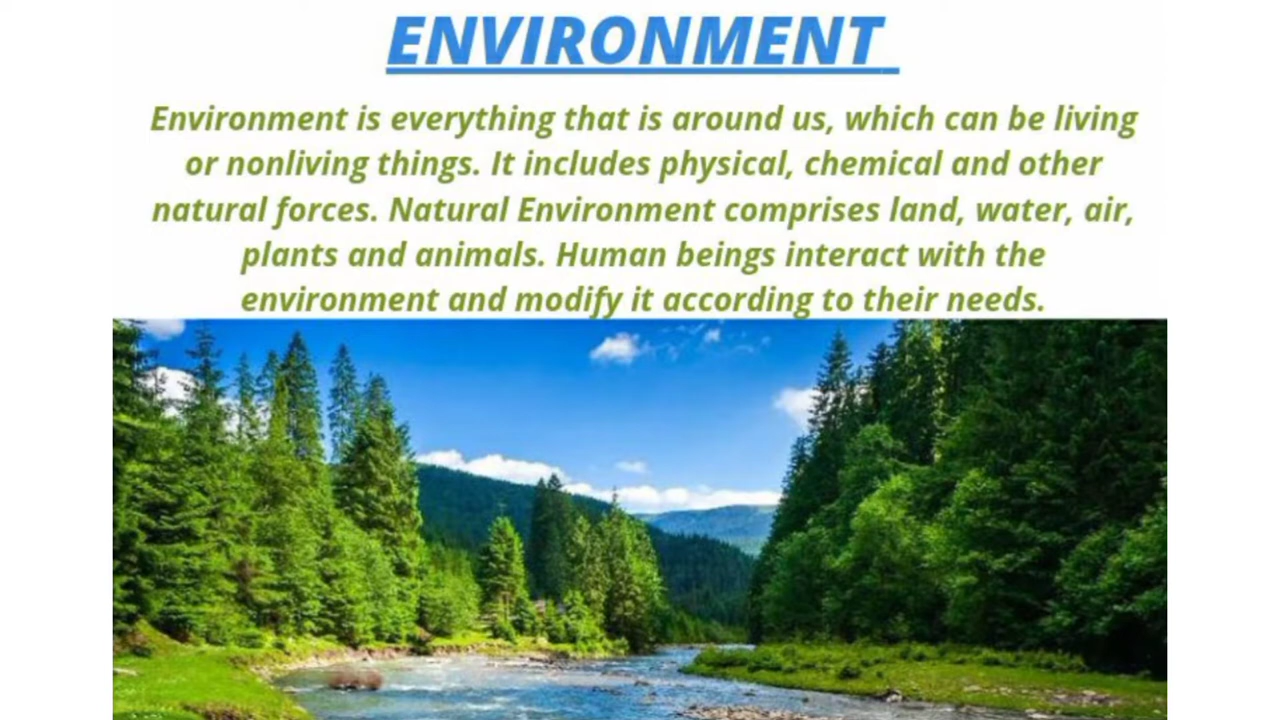 ENVIRONMENT
Environment is everything that is around us, which can be living
or nonliving things. It includes physical, chemical and other
natural forces. Natural Environment comprises land, water, air,
plants and animals. Human beings interact with the
environment and modify it according to their needs.